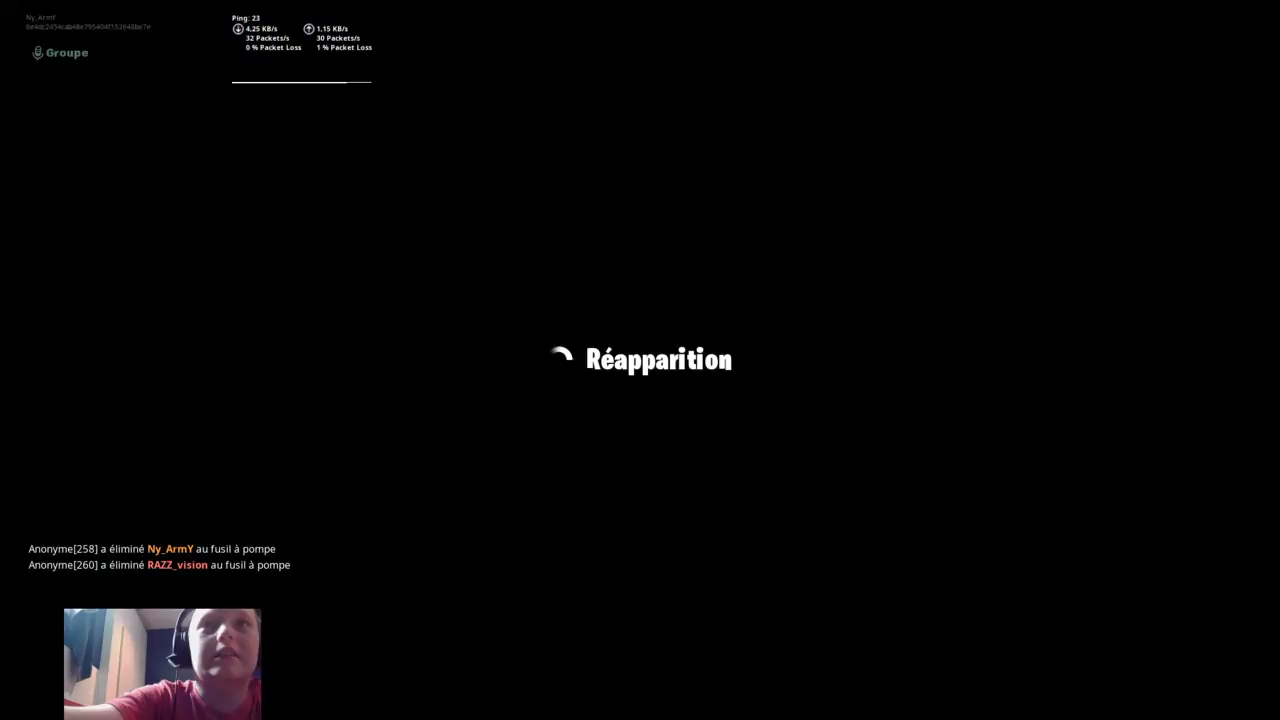 Ny_ArmY
Ping: 23
4,25 KB/s
1,15 KB/s
32 Packets/s
30 Packets/s
0 % Packet Loss
1 % Packet Loss
Groupe
Réapparition
Anonyme[258] a éliminé Ny_ArmY au fusil à pompe
Anonyme[260] a éliminé RAZZ_vision au fusil à pompe